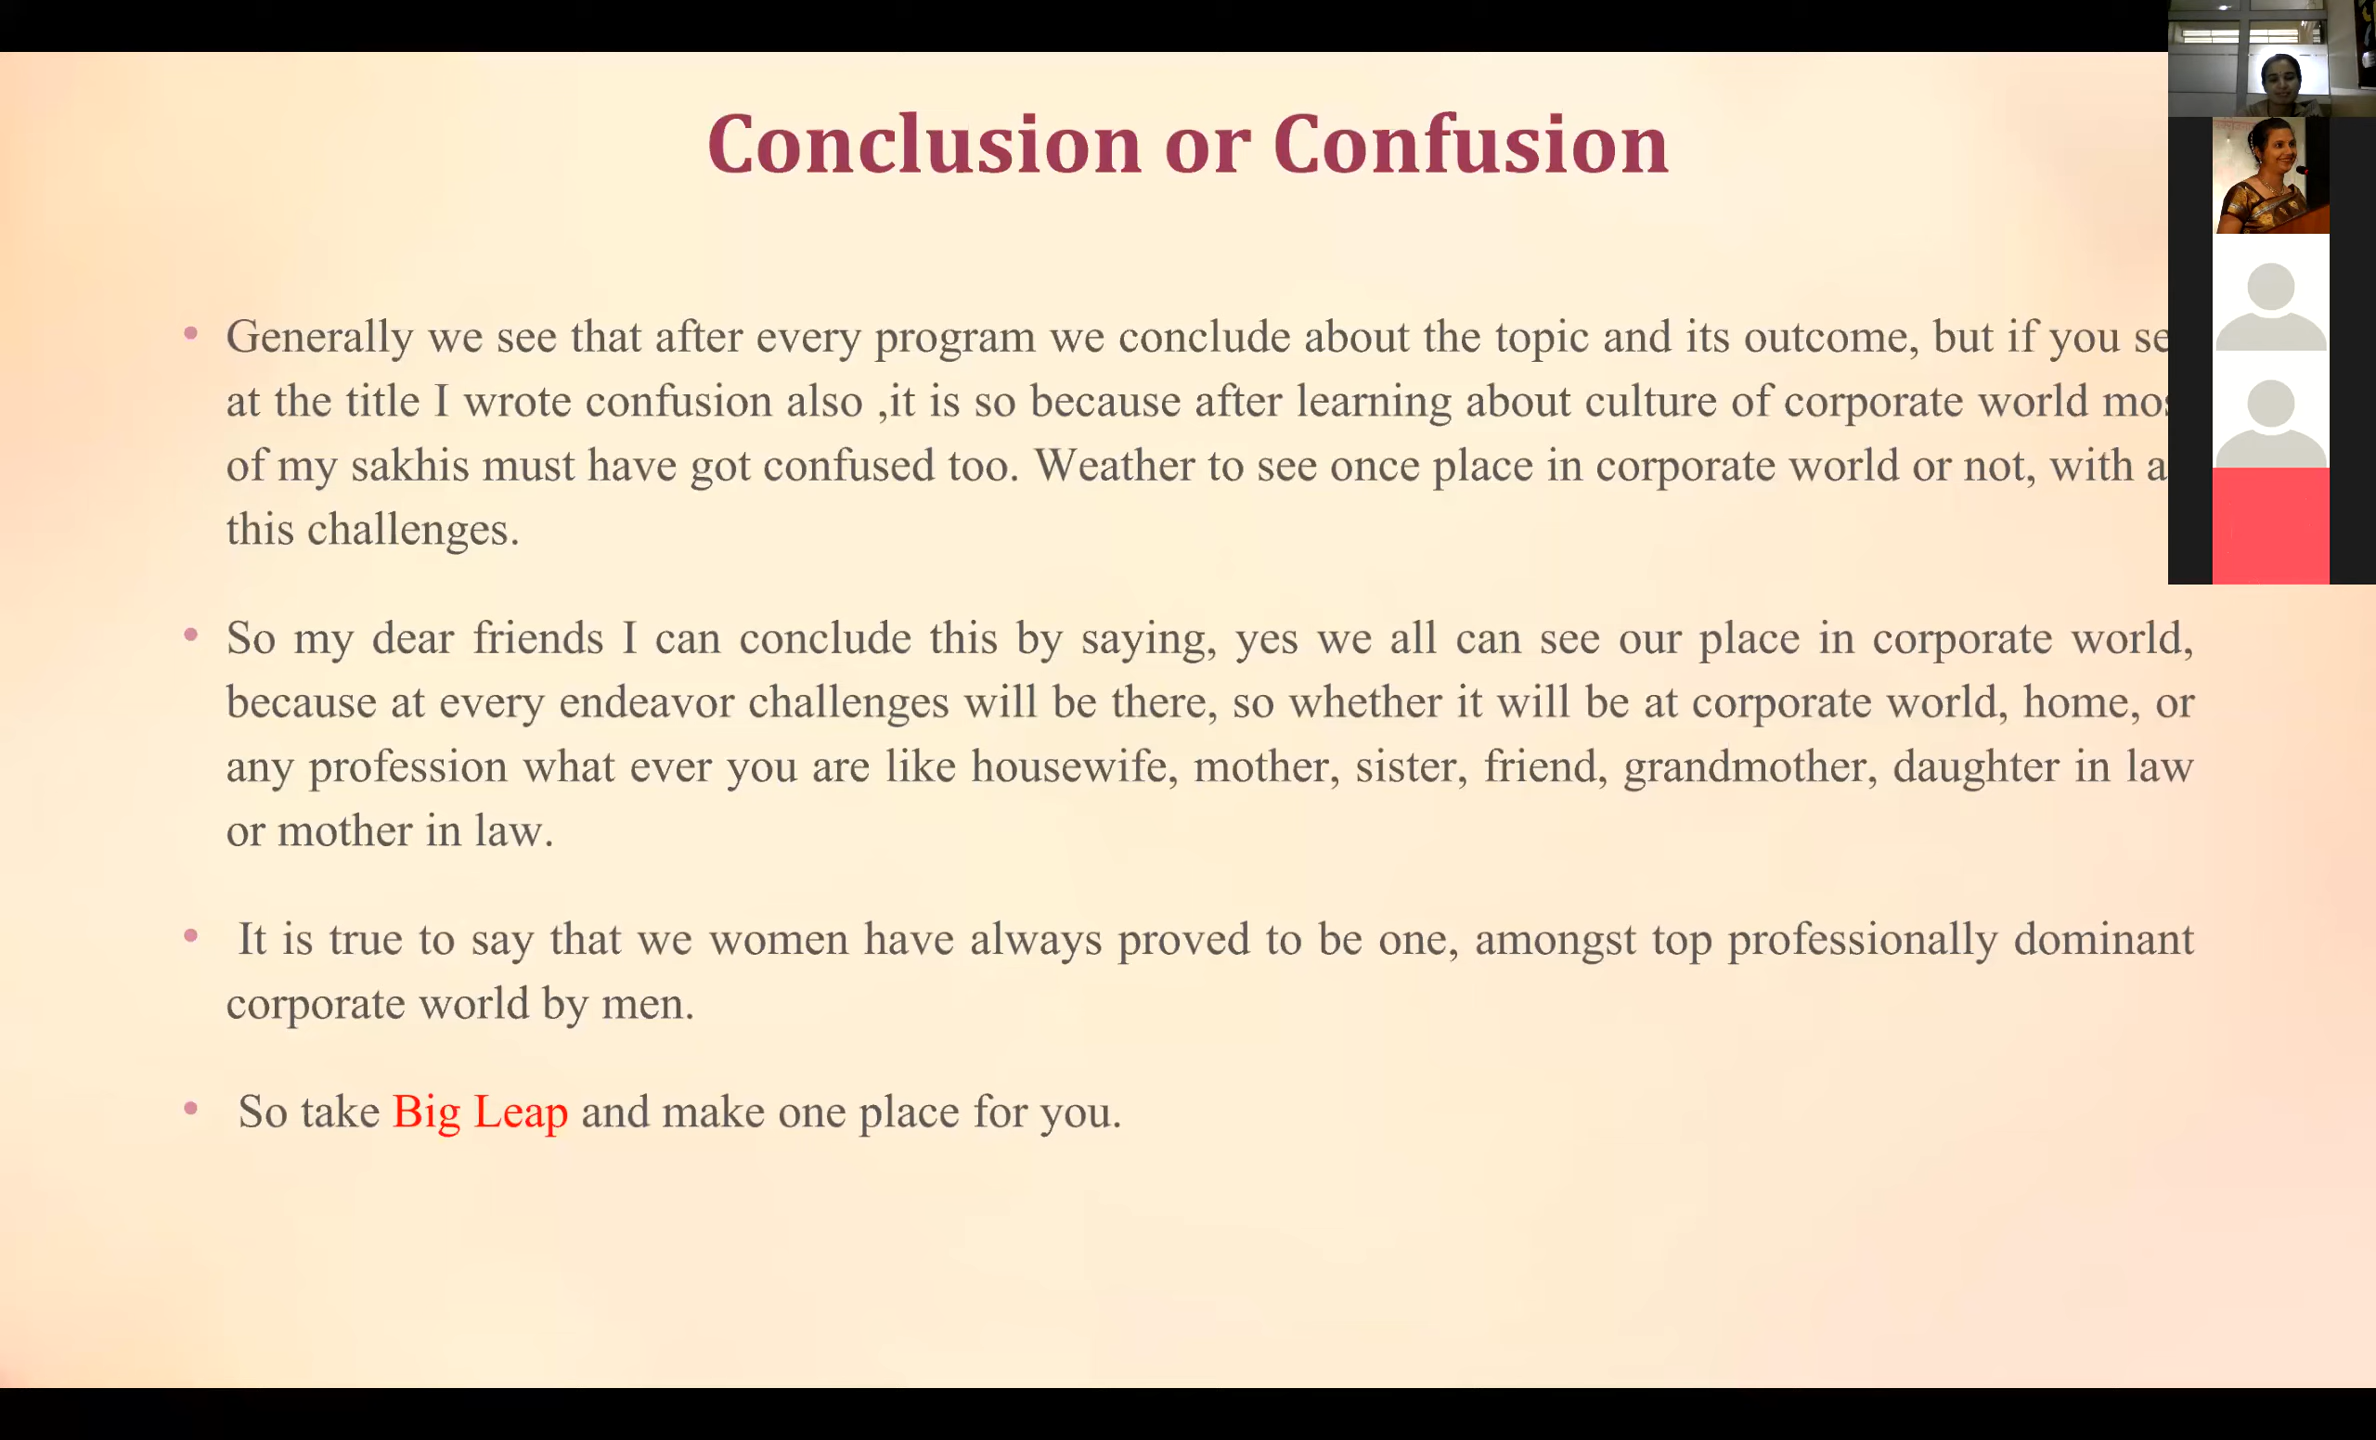 Conclusion or Confusion
• Generally we see that after every program we conclude about the topic and its outcome, but if you
at the title I wrote confusion also ,it is so because after learning about culture of corporate world
of my sakhis must have got confused too. Weather to see once place in corporate world or not, with
this challenges.
• So my dear friends I can conclude this by saying, yes we all can see our place in corporate world,
because at every endeavor challenges will be there, so whether it will be at corporate world, home, or
any profession what ever you are like housewife, mother, sister, friend, grandmother, daughter in law
or mother in law.
• It is true to say that we women have always proved to be one, amongst top professionally dominant
corporate world by men.
• So take Big Leap and make one place for you.